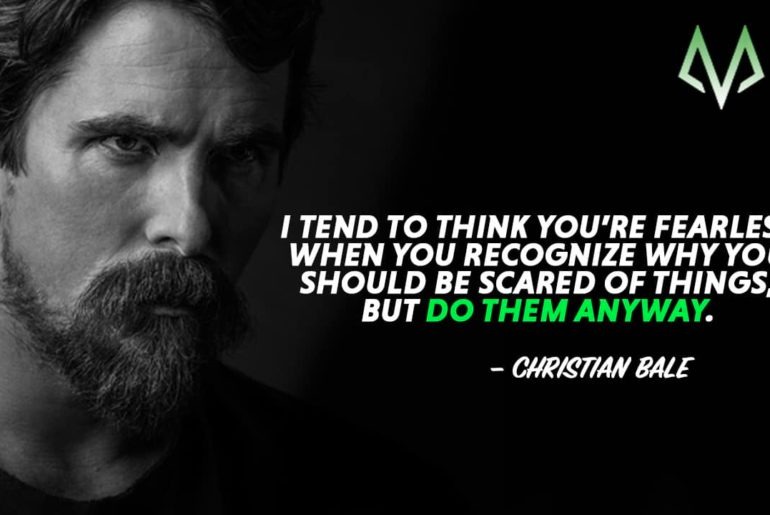 I TEND TO THINK YOU'RE FEARLES
WHEN YOU RECOGNIZE WHY YOU
SHOULD BE SCARED OF THINGS,
BUT DO THEM ANYWAY.
– CHRISTIAN BALE